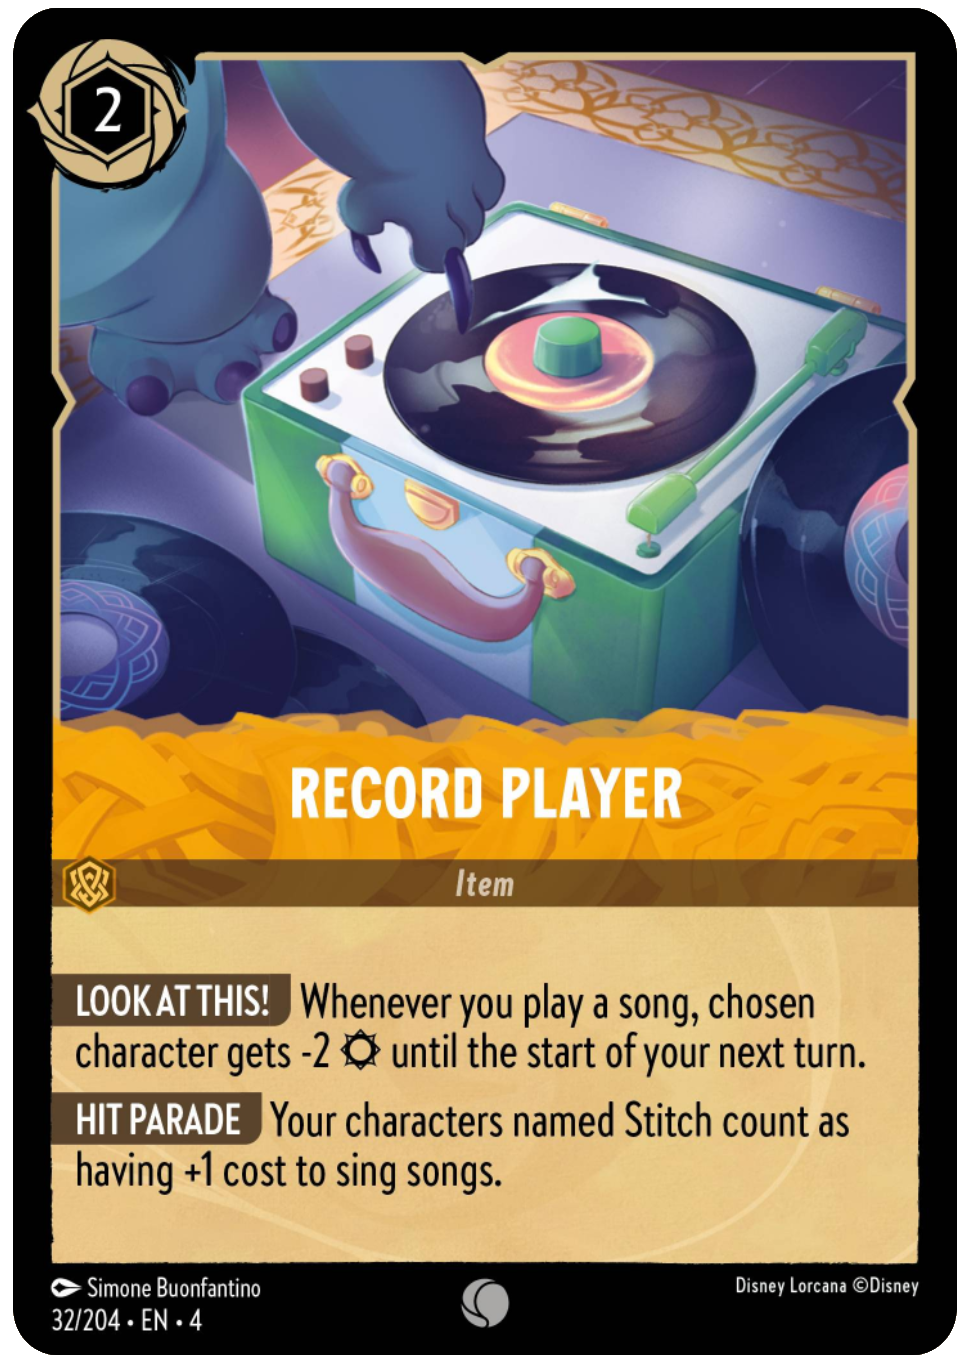 2
RECORD PLAYER
Item
LOOK AT THIS! Whenever you play a song, chosen
character gets -2 ⛭ until the start of your next turn.
HIT PARADE Your characters named Stitch count as
having +1 cost to sing songs.
Simone Buonfantino
Disney Lorcana ©Disney
32/204 • EN • 4